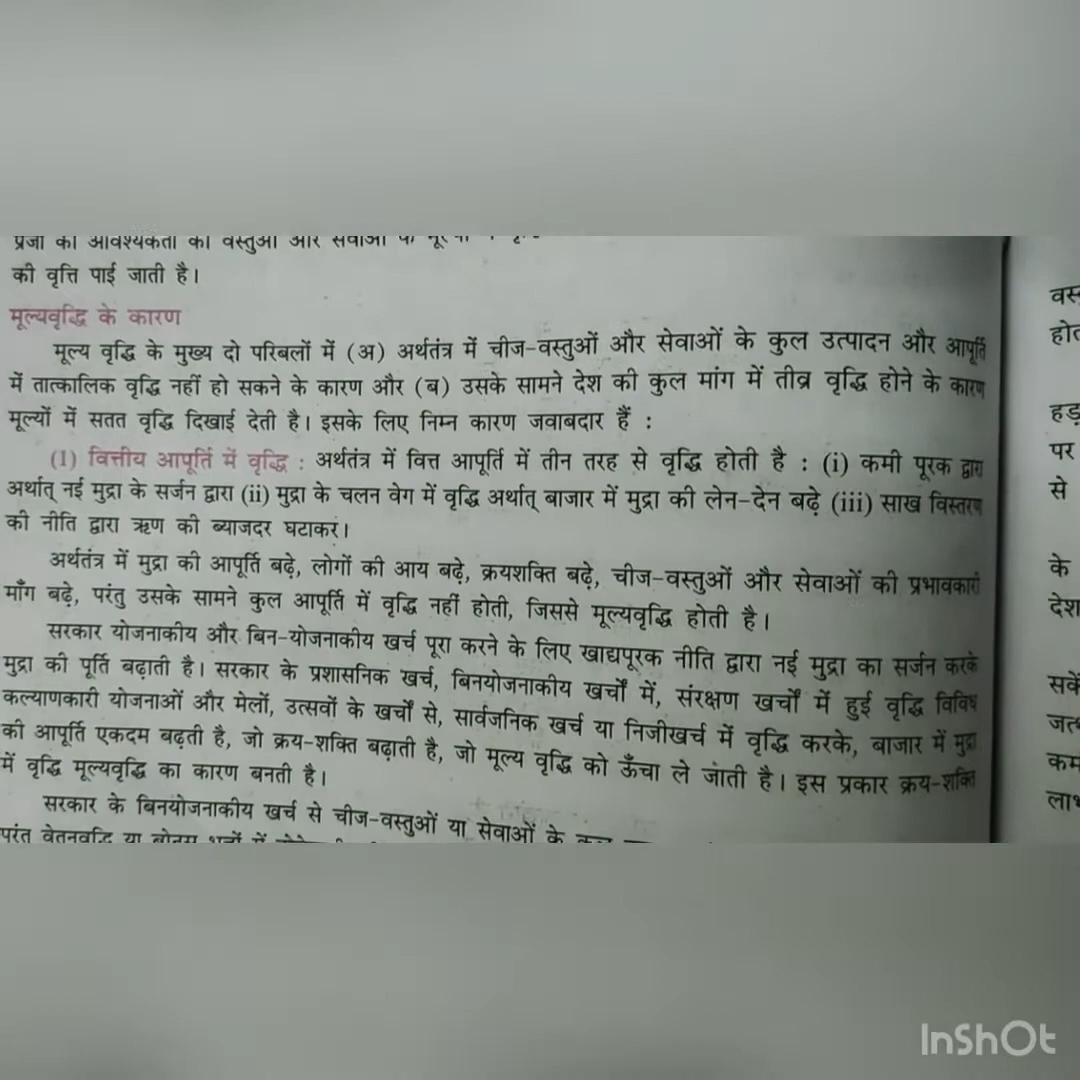 की वृत्ति पाई जाती है।
मूल्यवृद्धि के कारण
मूल्य वृद्धि के मुख्य दो परिबलों में (अ) अर्थतंत्र में चीज-वस्तुओं और सेवाओं के कुल उत्पादन और आपूर्ति
में तात्कालिक वृद्धि नहीं हो सकने के कारण और (ब) उसके सामने देश की कुल मांग में तीव्र वृद्धि होने के कारण
मूल्यों में सतत वृद्धि दिखाई देती है। इसके लिए निम्न कारण जवाबदार हैं :
(1) वित्तीय आपूर्ति में वृद्धि : अर्थतंत्र में वित्त आपूर्ति में तीन तरह से वृद्धि होती है : (i) कमी पूरक द्वारा
अर्थात् नई मुद्रा के सर्जन द्वारा (ii) मुद्रा के चलन वेग में वृद्धि अर्थात् बाजार में मुद्रा की लेन-देन बढ़े (iii) साख विस्तरण
की नीति द्वारा ऋण की ब्याजदर घटाकर।
अर्थतंत्र में मुद्रा की आपूर्ति बढ़े, लोगों की आय बढ़े, क्रयशक्ति बढ़े, चीज-वस्तुओं और सेवाओं की प्रभावकारी
माँग बढ़े, परंतु उसके सामने कुल आपूर्ति में वृद्धि नहीं होती, जिससे मूल्यवृद्धि होती है।
सरकार योजनाकीय और बिन-योजनाकीय खर्च पूरा करने के लिए खाद्यपूरक नीति द्वारा नई मुद्रा का सर्जन करके
मुद्रा की पूर्ति बढ़ाती है। सरकार के प्रशासनिक खर्च, बिनयोजनाकीय खर्चों में, संरक्षण खर्चों में हुई वृद्धि विविध
कल्याणकारी योजनाओं और मेलों, उत्सवों के खर्चों से, सार्वजनिक खर्च या निजीखर्च में वृद्धि करके, बाजार में मुद्रा
की आपूर्ति एकदम बढ़ती है, जो क्रय-शक्ति बढ़ाती है, जो मूल्य वृद्धि को ऊँचा ले जाती है। इस प्रकार क्रय-शक्ति
में वृद्धि मूल्यवृद्धि का कारण बनती है।
सरकार के बिनयोजनाकीय खर्च से चीज-वस्तुओं या सेवाओं के
पर
से
के
देश
InShOt